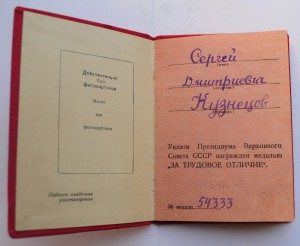 Действительно
без
фотокарточки
Место
для
фотокарточки
Подпись владельца
удостоверения
Сергей
Дмитриевич
Кузнецов
Указом Президиума Верховного
Совета СССР награжден медалью
„ЗА ТРУДОВОЕ ОТЛИЧИЕ“.
№ медали 54333